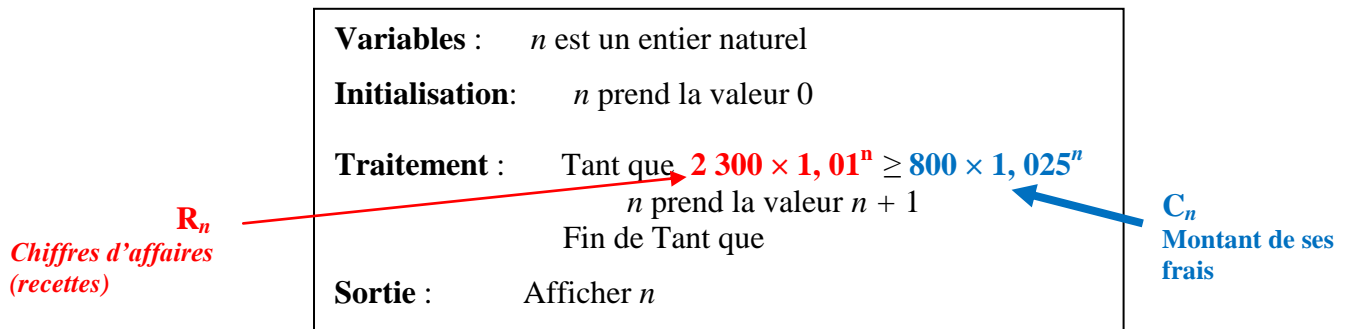 Variables : n est un entier naturel
Initialisation: n prend la valeur 0
Traitement : Tant que 2 300 × 1, 01ⁿ ≥ 800 × 1, 025ⁿ
n prend la valeur n + 1
Fin de Tant que
Sortie : Afficher n
Rn
Chiffres d'affaires
(recettes)
Cn
Montant de ses
frais